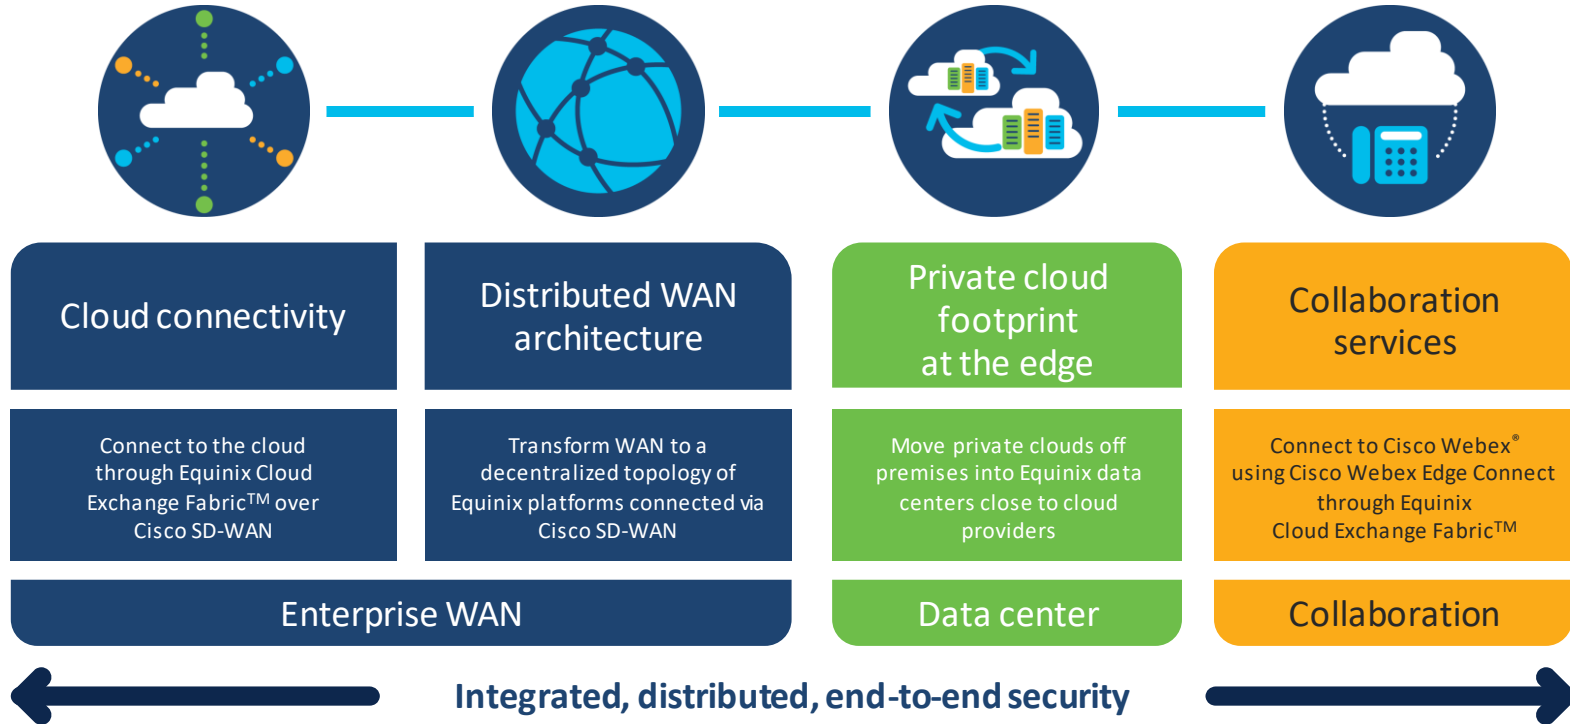 Cloud connectivity
Distributed WAN
architecture
Private cloud
footprint
at the edge
Collaboration
services
Connect to the cloud
through Equinix Cloud
Exchange Fabric™ over
Cisco SD-WAN
Transform WAN to a
decentralized topology of
Equinix platforms connected via
Cisco SD-WAN
Move private clouds off
premises into Equinix data
centers close to cloud
providers
Connect to Cisco Webex®
using Cisco Webex Edge Connect
through Equinix
Cloud Exchange Fabric™
Enterprise WAN
Data center
Collaboration
Integrated, distributed, end-to-end security